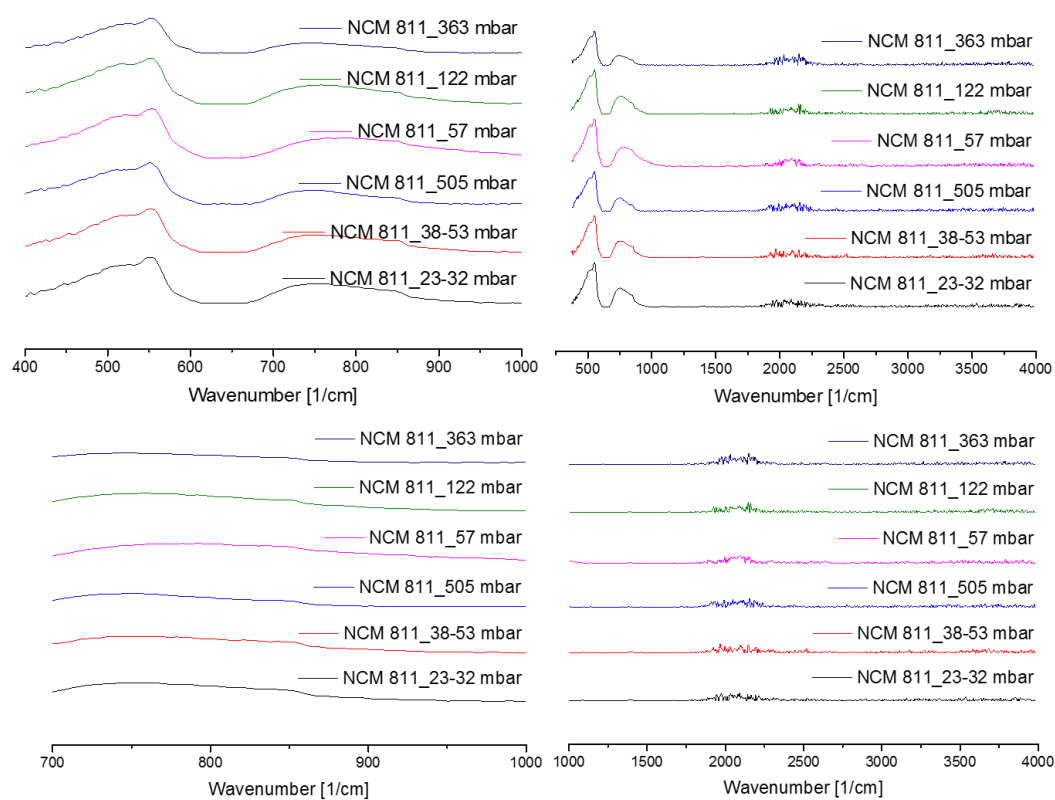 NCM 811_363 mbar
NCM 811_122 mbar
NCM 811_57 mbar
NCM 811_505 mbar
NCM 811_38-53 mbar
NCM 811_23-32 mbar
400 500 600 700 800 900 1000
Wavenumber [1/cm]
NCM 811_363 mbar
NCM 811_122 mbar
NCM 811_57 mbar
NCM 811_505 mbar
NCM 811_38-53 mbar
NCM 811_23-32 mbar
500 1000 1500 2000 2500 3000 3500 4000
Wavenumber [1/cm]
NCM 811_363 mbar
NCM 811_122 mbar
NCM 811_57 mbar
NCM 811_505 mbar
NCM 811_38-53 mbar
NCM 811_23-32 mbar
700 800 900 1000
Wavenumber [1/cm]
NCM 811_363 mbar
NCM 811_122 mbar
NCM 811_57 mbar
NCM 811_505 mbar
NCM 811_38-53 mbar
NCM 811_23-32 mbar
1000 1500 2000 2500 3000 3500 4000
Wavenumber [1/cm]